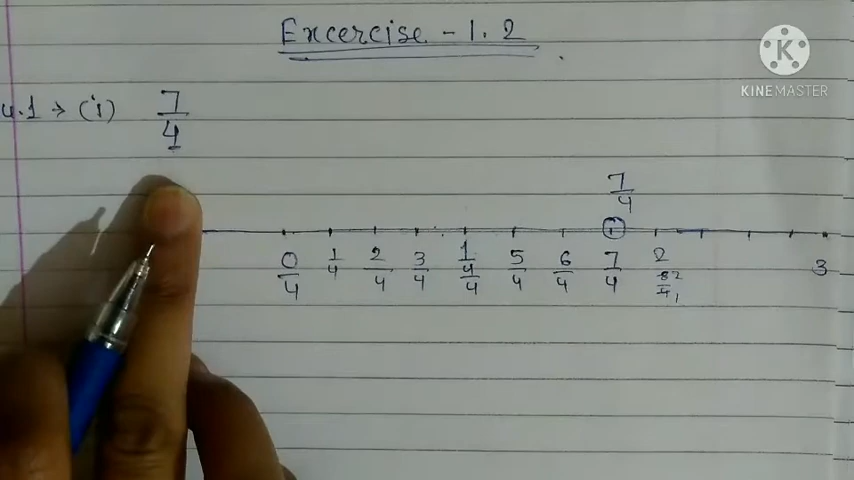 Excercise - 1.2
KINEMASTER
4.1 → (i) 7/4
7/4
0/4 1/4 2/4 3/4 1 4/4 5/4 6/4 7/4 2 8/4 3